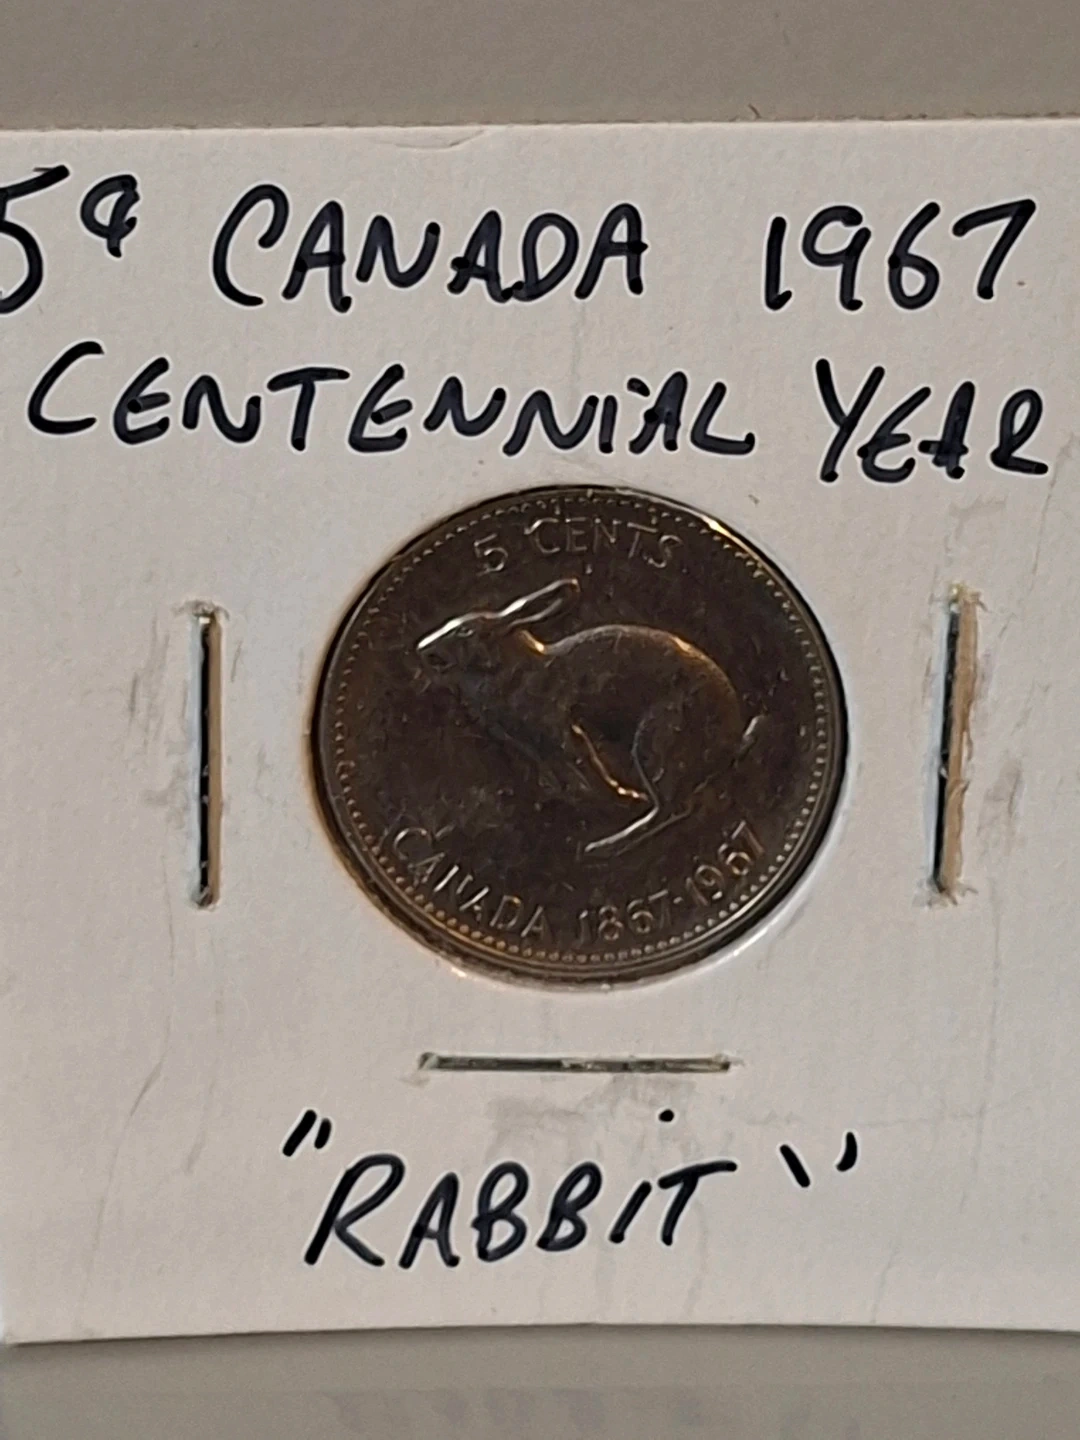 5¢ CANADA 1967
CENTENNIAL YEAR
5 CENTS
CANADA 1867-1967
"RABBIT"